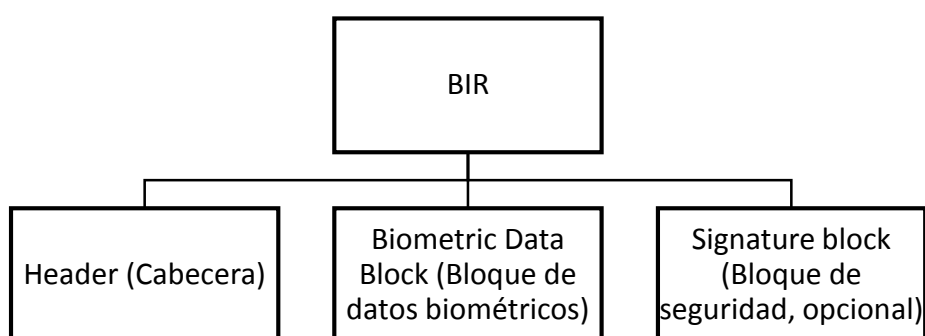 BIR
Header (Cabecera)
Biometric Data
Block (Bloque de
datos biométricos)
Signature block
(Bloque de
seguridad, opcional)